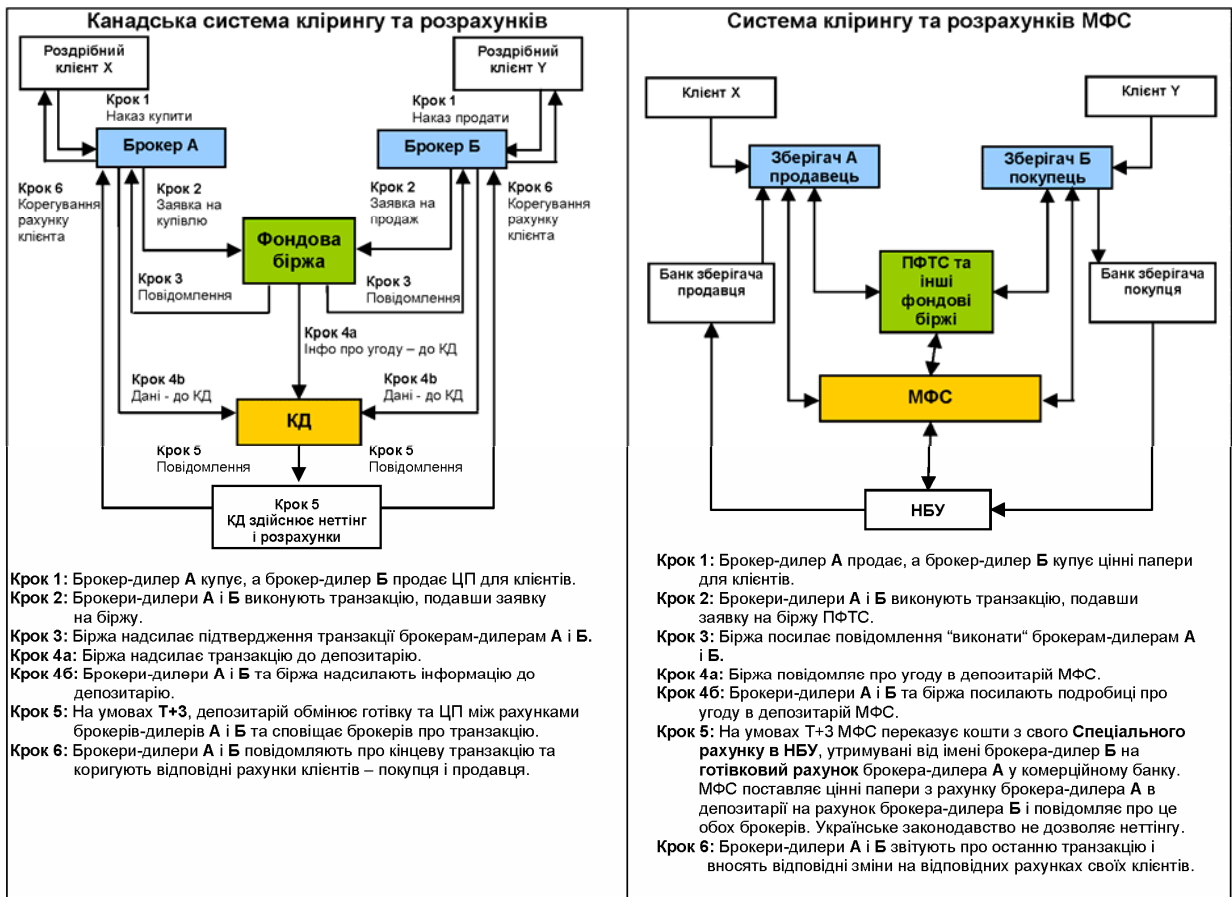 Канадська система клірингу та розрахунків
Роздрібний
клієнт X
Роздрібний
клієнт Y
Крок 1
Наказ купити
Крок 1
Наказ продати
Брокер А
Брокер Б
Крок 6
Корегування
рахунку
клієнта
Крок 2
Заявка на
купівлю
Крок 2
Заявка на
продаж
Крок 6
Корегування
рахунку
клієнта
Фондова
біржа
Крок 3
Повідомлення
Крок 3
Повідомлення
Крок 4а
Інфо про угоду – до КД
Крок 4b
Дані - до КД
Крок 4b
Дані - до КД
КД
Крок 5
Повідомлення
Крок 5
Повідомлення
Крок 5
КД здійснює неттінг
і розрахунки
Крок 1: Брокер-дилер А купує, а брокер-дилер Б продає ЦП для клієнтів.
Крок 2: Брокери-дилери А і Б виконують транзакцію, подавши заявку
на біржу.
Крок 3: Біржа надсилає підтвердження транзакції брокерам-дилерам А і Б.
Крок 4а: Біржа надсилає транзакцію до депозитарію.
Крок 4б: Брокери-дилери А і Б та біржа надсилають інформацію до
депозитарію.
Крок 5: На умовах Т+3, депозитарій обмінює готівку та ЦП між рахунками
брокерів-дилерів А і Б та сповіщає брокерів про транзакцію.
Крок 6: Брокери-дилери А і Б повідомляють про кінцеву транзакцію та
коригують відповідні рахунки клієнтів – покупця і продавця.
Система клірингу та розрахунків МФС
Клієнт X
Клієнт Y
Зберігач А
продавець
Зберігач Б
покупець
Банк зберігача
продавця
ПФТС та
інші
фондові
біржі
Банк зберігача
покупця
МФС
НБУ
Крок 1: Брокер-дилер А продає, а брокер-дилер Б купує цінні папери
для клієнтів.
Крок 2: Брокери-дилери А і Б виконують транзакцію, подавши
заявку на біржу ПФТС.
Крок 3: Біржа посилає повідомлення “виконати“ брокерам-дилерам А
і Б.
Крок 4а: Біржа повідомляє про угоду в депозитарій МФС.
Крок 4б: Брокери-дилери А і Б та біржа посилають подробиці про
угоду в депозитарій МФС.
Крок 5: На умовах Т+3 МФС переказує кошти з свого Спеціального
рахунку в НБУ, утримувані від імені брокера-дилер Б на
готівковий рахунок брокера-дилера А у комерційному банку.
МФС поставляє цінні папери з рахунку брокера-дилера А в
депозитарії на рахунок брокера-дилера Б і повідомляє про це
обох брокерів. Українське законодавство не дозволяє неттінгу.
Крок 6: Брокери-дилери А і Б звітують про останню транзакцію і
вносять відповідні зміни на відповідних рахунках своїх клієнтів.